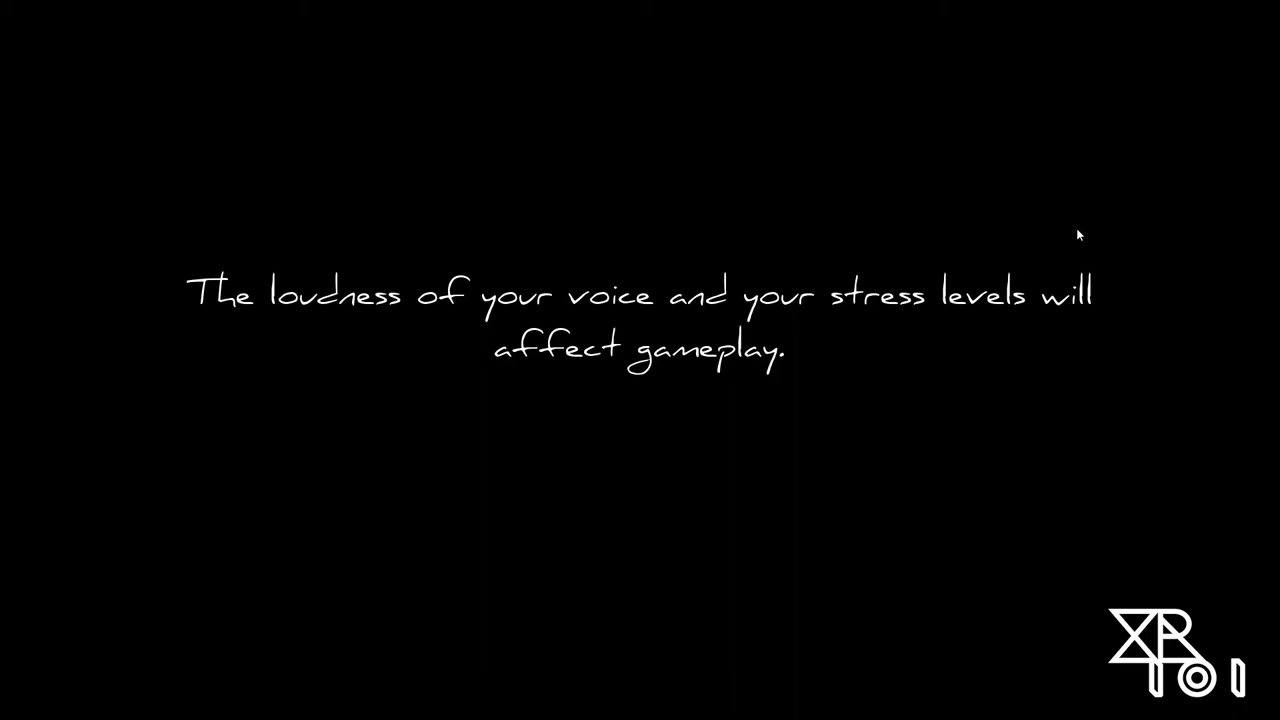 The loudness of your voice and your stress levels will
affect gameplay.
XR
101